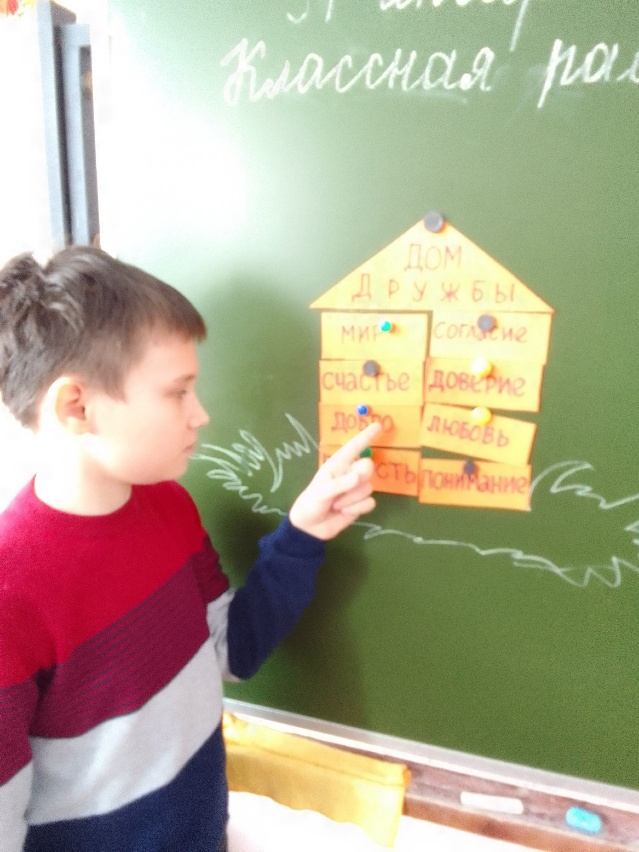 Классная
ДОМ
ДРУЖБЫ
МИР
СОГЛАСИЕ
СЧАСТЬЕ
ДОВЕРИЕ
ДОБРО
ЛЮБОВЬ
ПОНИМАНИЕ